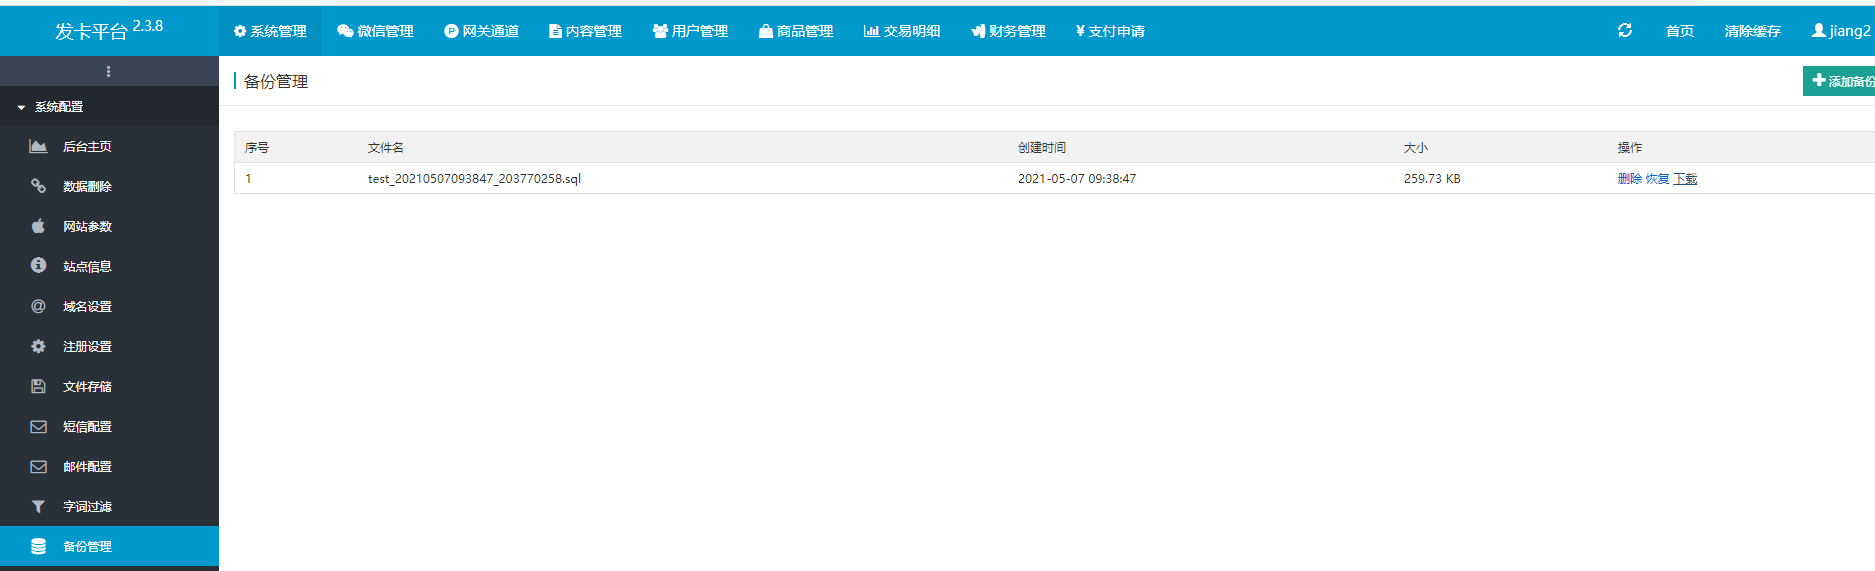 发卡平台 2.3.8
系统管理 微信管理 网关通道 内容管理 用户管理 商品管理 交易明细 财务管理 ¥ 支付申请 首页 清除缓存 jiang2
系统配置
后台主页
数据删除
网站参数
站点信息
域名设置
注册设置
文件存储
短信配置
邮件配置
字词过滤
备份管理
备份管理
添加备份
序号 文件名 创建时间 大小 操作
1 test_20210507093847_203770258.sql 2021-05-07 09:38:47 259.73 KB 删除 恢复 下载